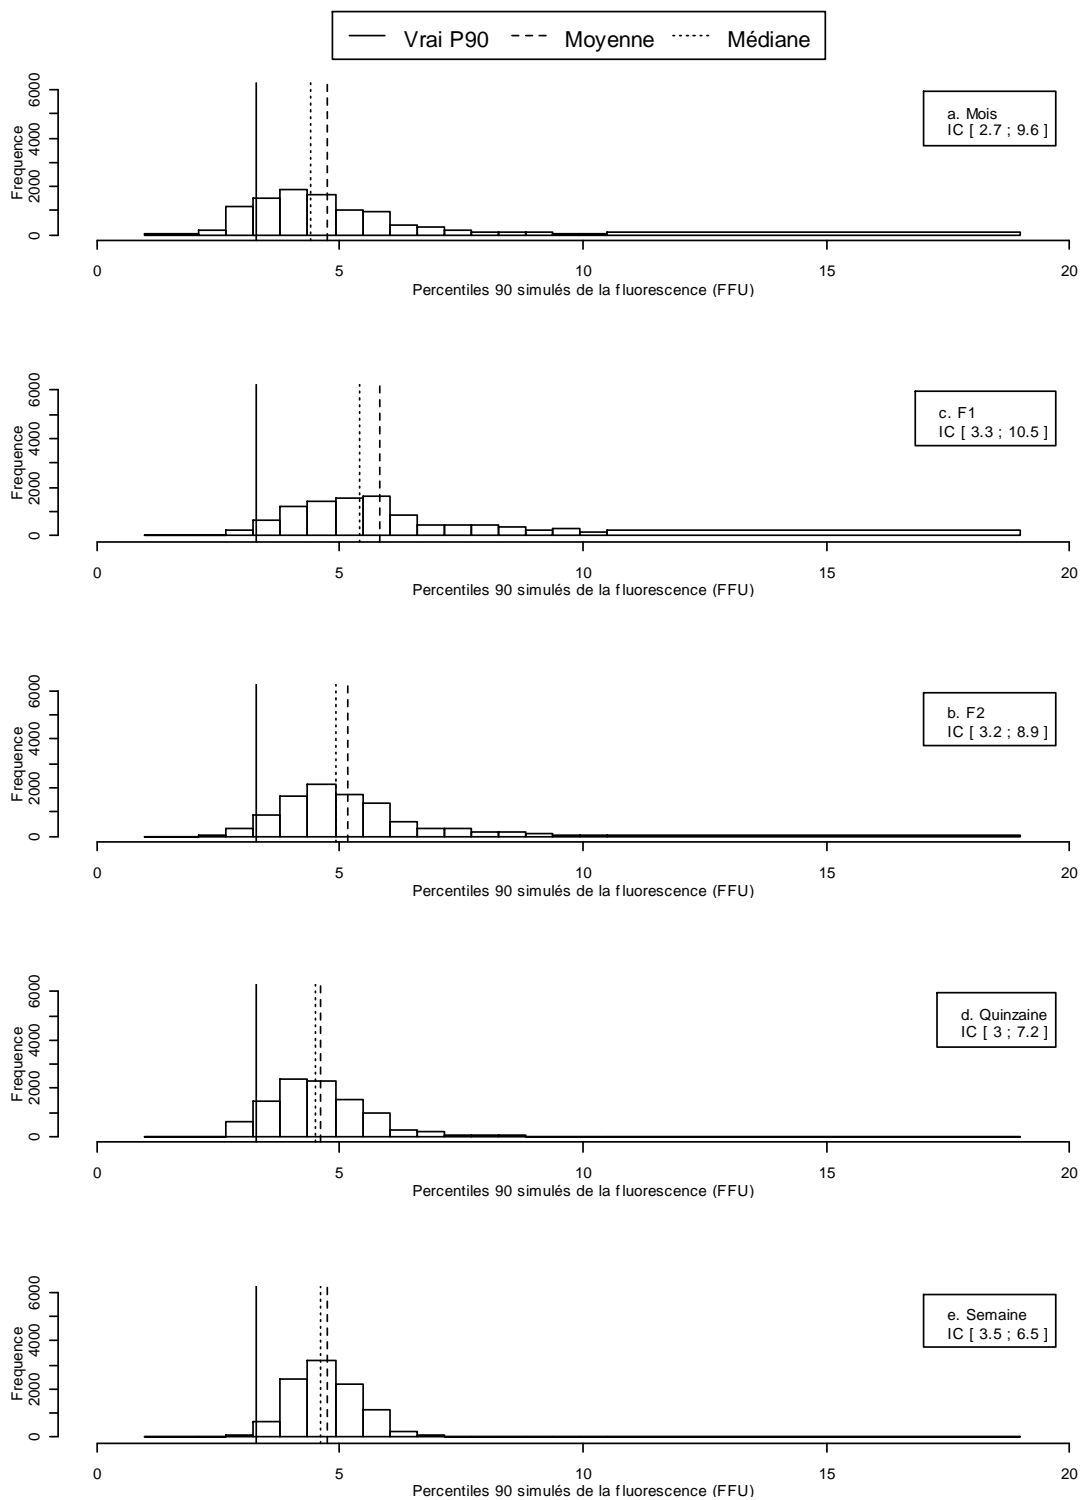 Vrai P90 Moyenne Médiane
6000
4000
2000
0
Frequence
a. Mois
IC [ 2.7 ; 9.6 ]
0 5 10 15 20
Percentiles 90 simulés de la fluorescence (FFU)
6000
4000
2000
0
Frequence
c. F1
IC [ 3.3 ; 10.5 ]
0 5 10 15 20
Percentiles 90 simulés de la fluorescence (FFU)
6000
4000
2000
0
Frequence
b. F2
IC [ 3.2 ; 8.9 ]
0 5 10 15 20
Percentiles 90 simulés de la fluorescence (FFU)
6000
4000
2000
0
Frequence
d. Quinzaine
IC [ 3 ; 7.2 ]
0 5 10 15 20
Percentiles 90 simulés de la fluorescence (FFU)
6000
4000
2000
0
Frequence
e. Semaine
IC [ 3.5 ; 6.5 ]
0 5 10 15 20
Percentiles 90 simulés de la fluorescence (FFU)